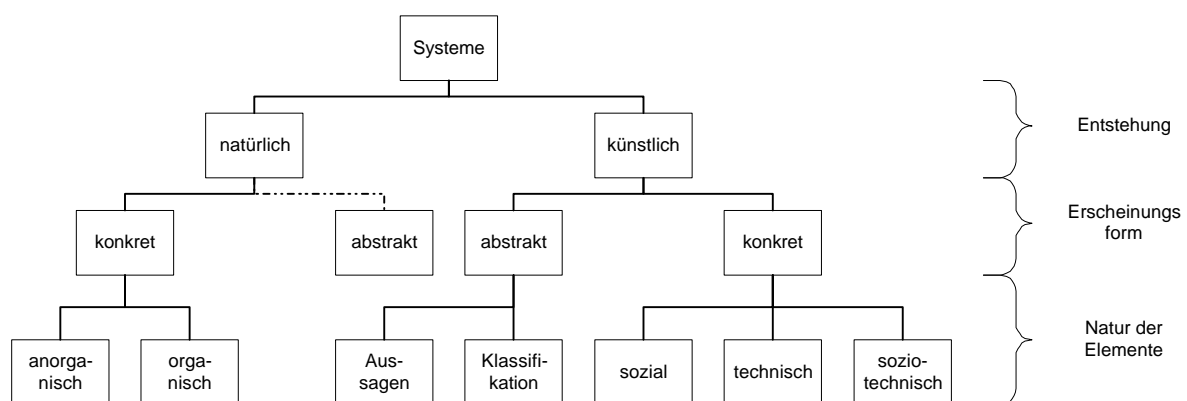 Systeme
natürlich
künstlich
Entstehung
konkret
abstrakt
abstrakt
konkret
Erscheinungs
form
anorga-
nisch
orga-
nisch
Aus-
sagen
Klassifi-
kation
sozial
technisch
sozio-
technisch
Natur der
Elemente